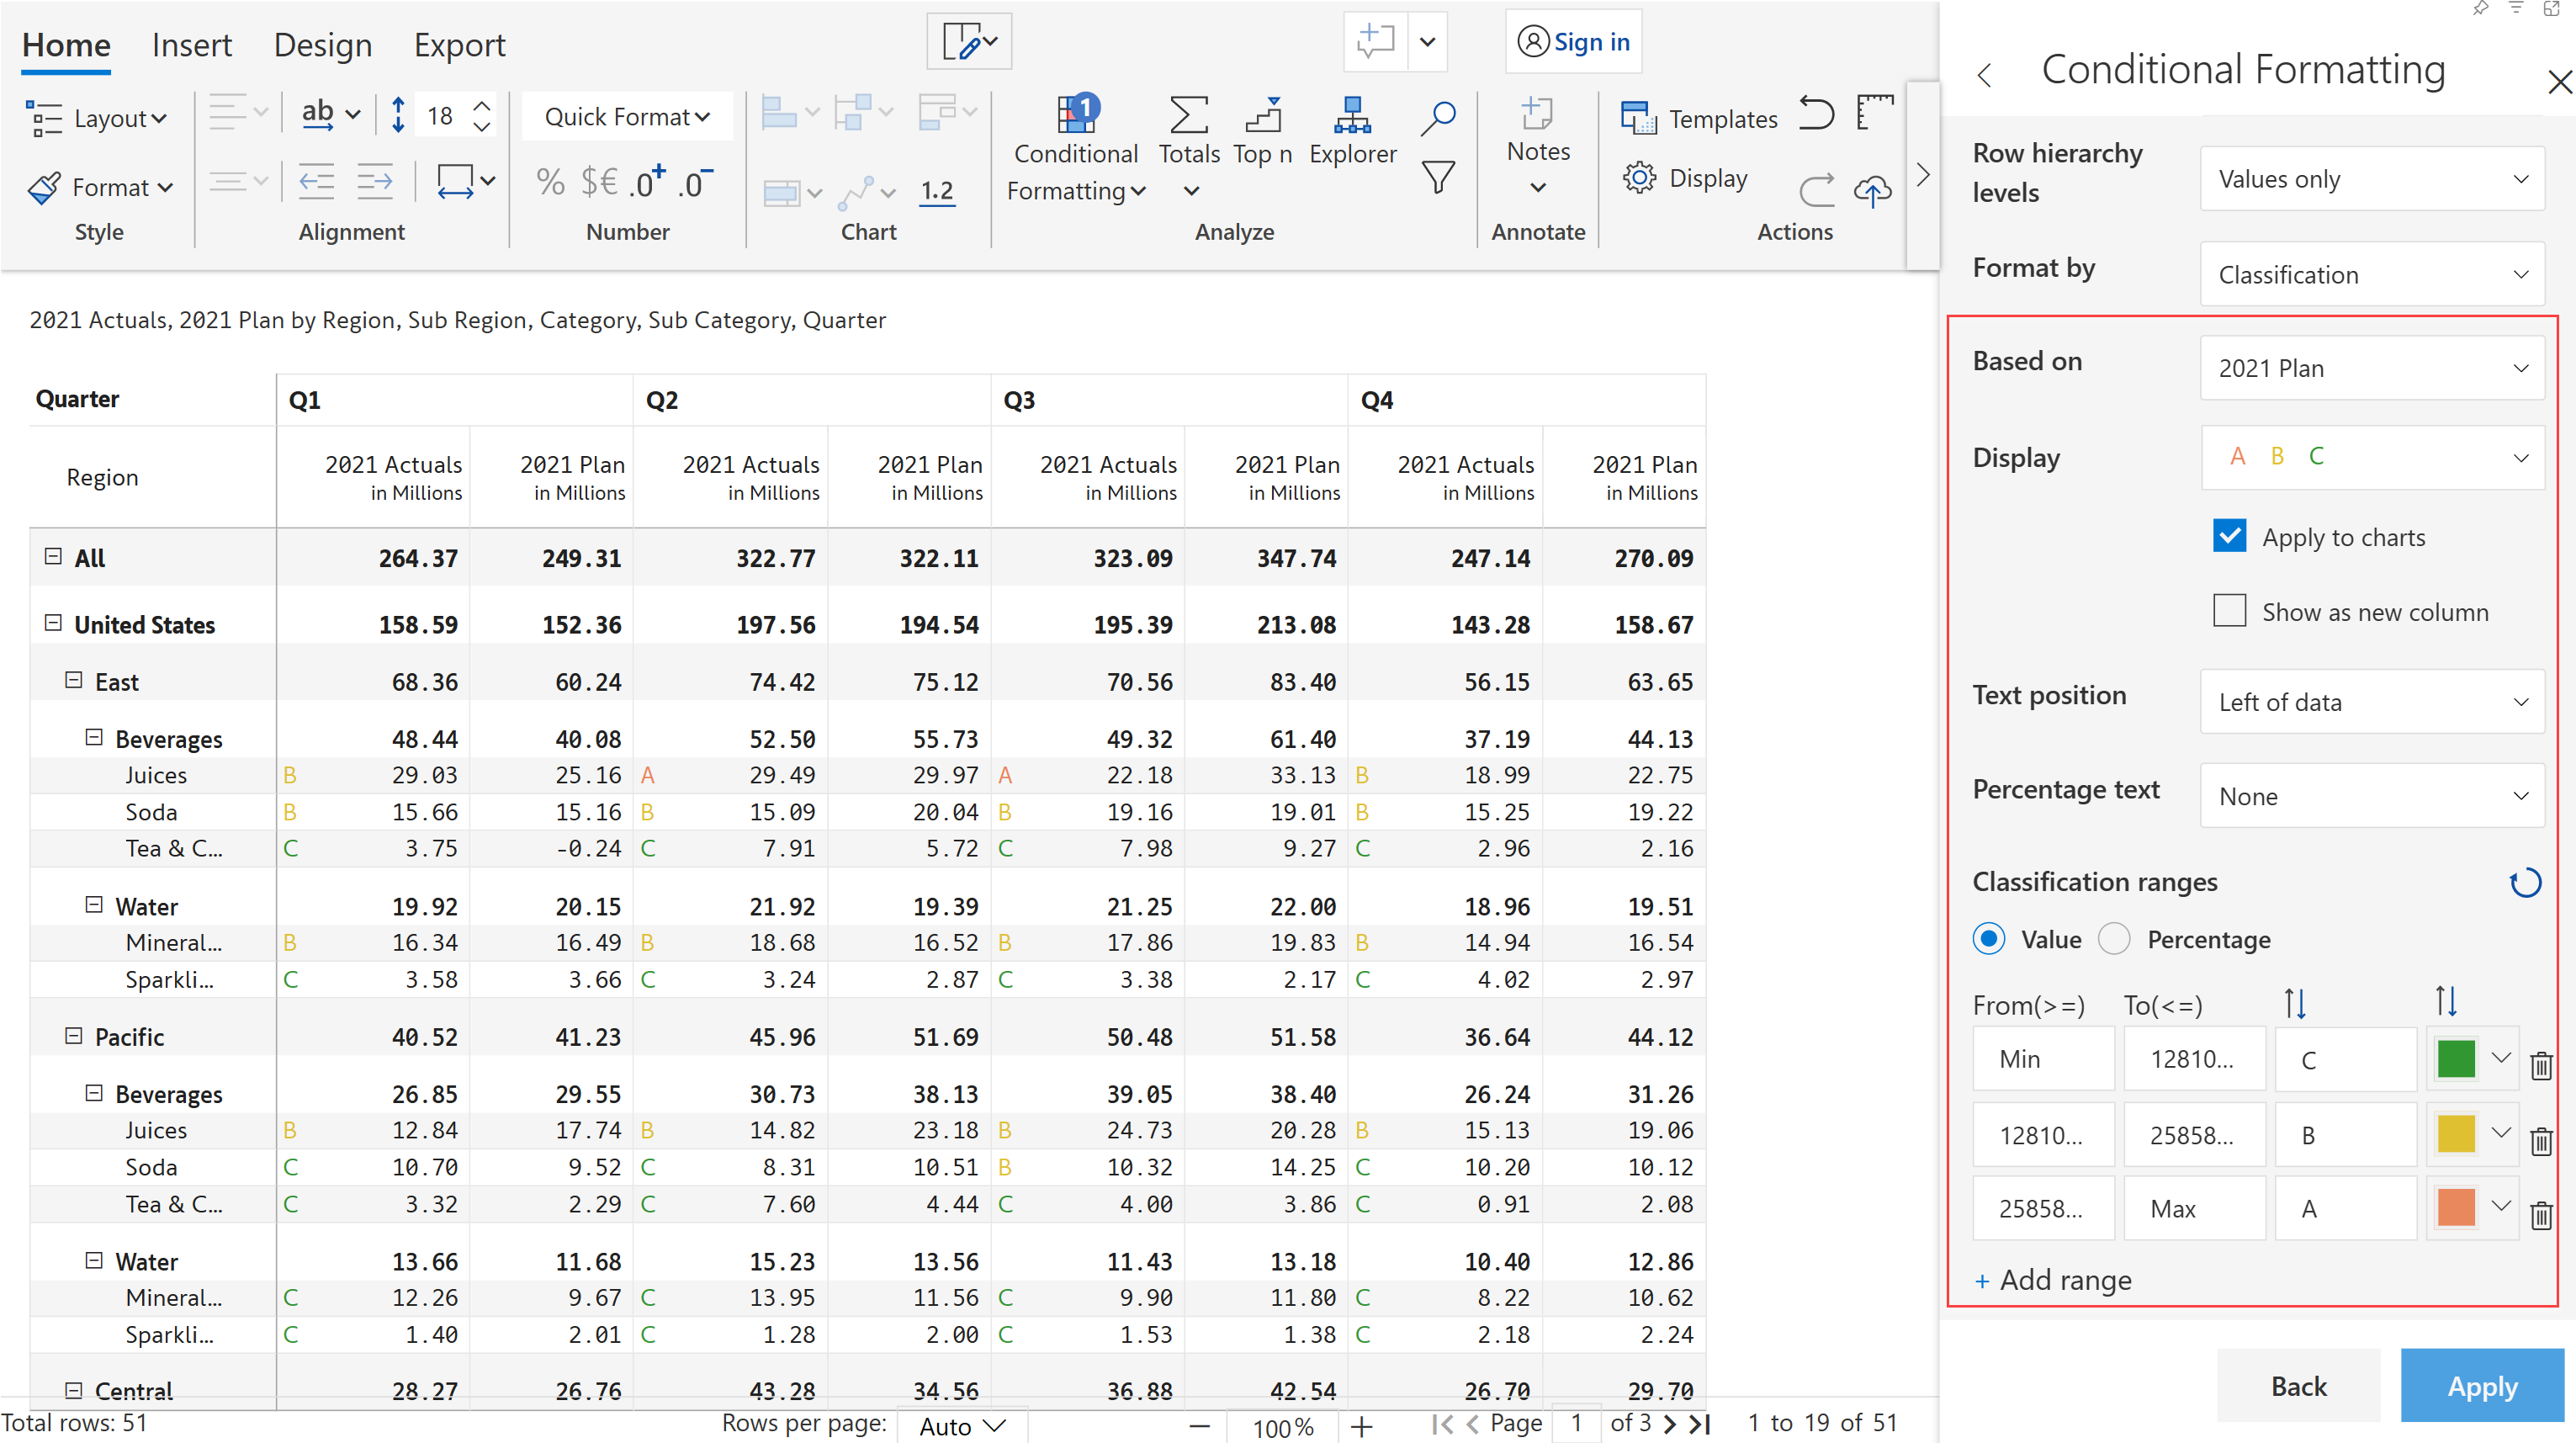 Home Insert Design Export Sign in
Layout ab 18 Quick Format Conditional Formatting Totals Top n Explorer Notes Templates
Format % $€ .0+ .0- 1.2 Display
Style Alignment Number Chart Analyze Annotate Actions
1
2021 Actuals, 2021 Plan by Region, Sub Region, Category, Sub Category, Quarter
Quarter Q1 Q2 Q3 Q4
Region 2021 Actuals 2021 Plan 2021 Actuals 2021 Plan 2021 Actuals 2021 Plan 2021 Actuals 2021 Plan
in Millions in Millions in Millions in Millions in Millions in Millions in Millions in Millions
All 264.37 249.31 322.77 322.11 323.09 347.74 247.14 270.09
United States 158.59 152.36 197.56 194.54 195.39 213.08 143.28 158.67
East 68.36 60.24 74.42 75.12 70.56 83.40 56.15 63.65
Beverages 48.44 40.08 52.50 55.73 49.32 61.40 37.19 44.13
Juices B 29.03 25.16 A 29.49 29.97 A 22.18 33.13 B 18.99 22.75
Soda B 15.66 15.16 B 15.09 20.04 B 19.16 19.01 B 15.25 19.22
Tea & C... C 3.75 -0.24 C 7.91 5.72 C 7.98 9.27 C 2.96 2.16
Water 19.92 20.15 21.92 19.39 21.25 22.00 18.96 19.51
Mineral... B 16.34 16.49 B 18.68 16.52 B 17.86 19.83 B 14.94 16.54
Sparkli... C 3.58 3.66 C 3.24 2.87 C 3.38 2.17 C 4.02 2.97
Pacific 40.52 41.23 45.96 51.69 50.48 51.58 36.64 44.12
Beverages 26.85 29.55 30.73 38.13 39.05 38.40 26.24 31.26
Juices B 12.84 17.74 B 14.82 23.18 B 24.73 20.28 B 15.13 19.06
Soda C 10.70 9.52 C 8.31 10.51 B 10.32 14.25 C 10.20 10.12
Tea & C... C 3.32 2.29 C 7.60 4.44 C 4.00 3.86 C 0.91 2.08
Water 13.66 11.68 15.23 13.56 11.43 13.18 10.40 12.86
Mineral... C 12.26 9.67 C 13.95 11.56 C 9.90 11.80 C 8.22 10.62
Sparkli... C 1.40 2.01 C 1.28 2.00 C 1.53 1.38 C 2.18 2.24
Central 28.27 26.76 43.28 34.56 36.88 42.54 26.70 29.70
Total rows: 51 Rows per page: Auto 100% Page 1 of 3 1 to 19 of 51
Conditional Formatting
Row hierarchy levels Values only
Format by Classification
Based on 2021 Plan
Display A B C
Apply to charts
Show as new column
Text position Left of data
Percentage text None
Classification ranges
Value Percentage
From(>=) To(<=)
Min 12810... C
12810... 25858... B
25858... Max A
+ Add range
Back Apply